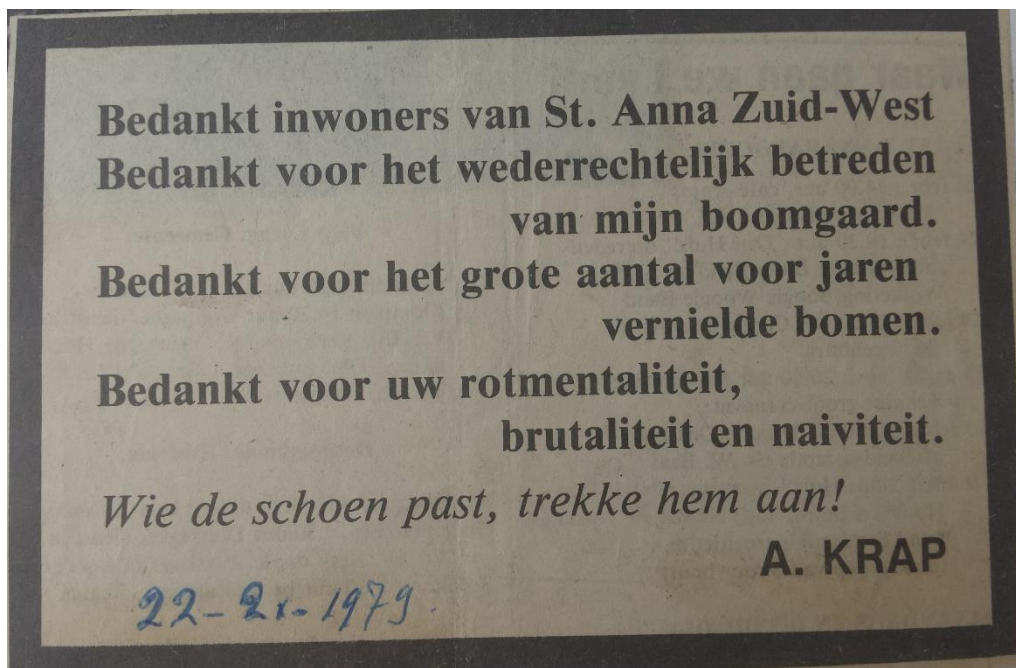 Bedankt inwoners van St. Anna Zuid-West
Bedankt voor het wederrechtelijk betreden
van mijn boomgaard.
Bedankt voor het grote aantal voor jaren
vernielde bomen.
Bedankt voor uw rotmentaliteit,
brutaliteit en naiviteit.
Wie de schoen past, trekke hem aan!
A. KRAP
22-2-1979.